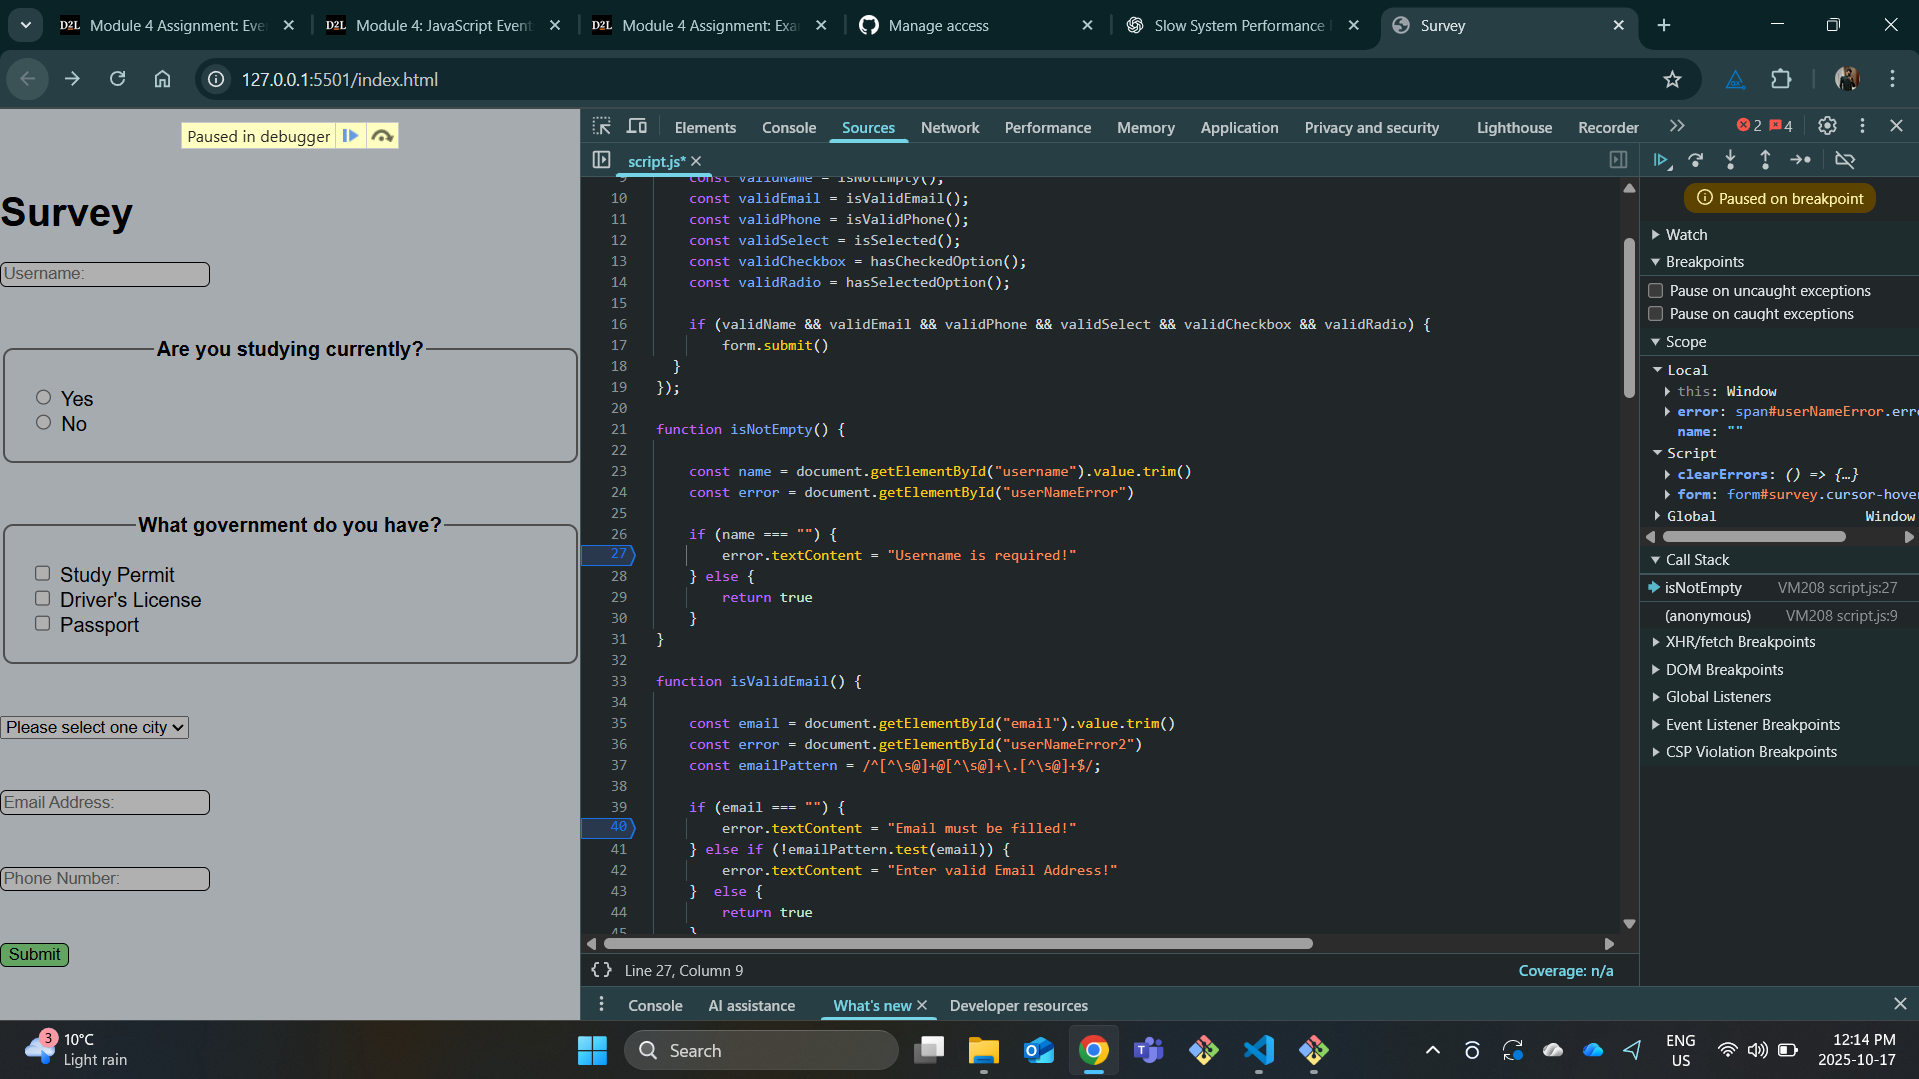 Module 4 Assignment: Eve
Module 4: JavaScript Event
Module 4 Assignment: Exa
Manage access
Slow System Performance
Survey
127.0.0.1:5501/index.html
Paused in debugger
Survey
Username:
Are you studying currently?
Yes
No
What government do you have?
Study Permit
Driver's License
Passport
Please select one city
Email Address:
Phone Number:
Submit
Elements Console Sources Network Performance Memory Application Privacy and security Lighthouse Recorder 2 4
script.js*
9 const validName = isNotEmpty();
10 const validEmail = isValidEmail();
11 const validPhone = isValidPhone();
12 const validSelect = isSelected();
13 const validCheckbox = hasCheckedOption();
14 const validRadio = hasSelectedOption();
15
16 if (validName && validEmail && validPhone && validSelect && validCheckbox && validRadio) {
17 form.submit()
18 }
19 });
20
21 function isNotEmpty() {
22
23 const name = document.getElementById("username").value.trim()
24 const error = document.getElementById("userNameError")
25
26 if (name === "") {
27 error.textContent = "Username is required!"
28 } else {
29 return true
30 }
31 }
32
33 function isValidEmail() {
34
35 const email = document.getElementById("email").value.trim()
36 const error = document.getElementById("userNameError2")
37 const emailPattern = /^[^\s@]+@[^\s@]+\.[^\s@]+$/;
38
39 if (email === "") {
40 error.textContent = "Email must be filled!"
41 } else if (!emailPattern.test(email)) {
42 error.textContent = "Enter valid Email Address!"
43 } else {
44 return true
45 }
{ } Line 27, Column 9
Coverage: n/a
Paused on breakpoint
Watch
Breakpoints
Pause on uncaught exceptions
Pause on caught exceptions
Scope
Local
this: Window
error: span#userNameError.erro
name: ""
Script
clearErrors: () => {…}
form: form#survey.cursor-hover
Global Window
Call Stack
isNotEmpty VM208 script.js:27
(anonymous) VM208 script.js:9
XHR/fetch Breakpoints
DOM Breakpoints
Global Listeners
Event Listener Breakpoints
CSP Violation Breakpoints
Console AI assistance What's new Developer resources
3
10°C
Light rain
Search
ENG
US
12:14 PM
2025-10-17